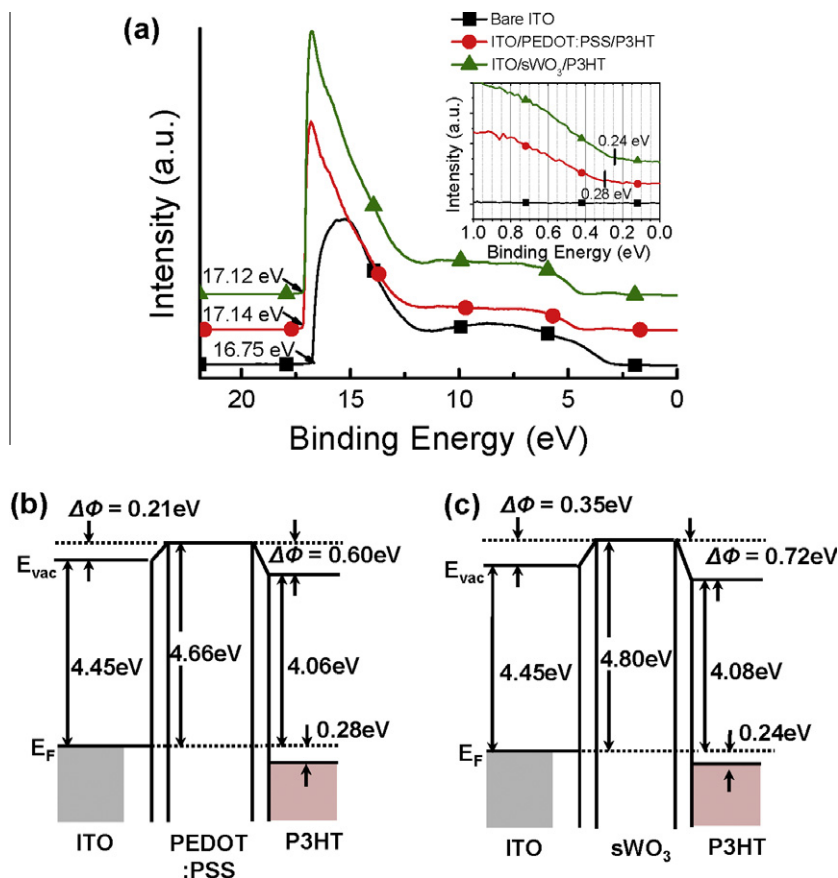 (a)
Bare ITO
ITO/PEDOT:PSS/P3HT
ITO/sWO₃/P3HT
Intensity (a.u.)
17.12 eV
17.14 eV
16.75 eV
20 15 10 5 0
Binding Energy (eV)
Intensity (a.u.)
0.24 eV
0.28 eV
1.0 0.8 0.6 0.4 0.2 0.0
Binding Energy (eV)
(b)
ΔΦ = 0.21eV
ΔΦ = 0.60eV
Evac
4.45eV
4.66eV
4.06eV
0.28eV
EF
ITO
PEDOT
:PSS
P3HT
(c)
ΔΦ = 0.35eV
ΔΦ = 0.72eV
Evac
4.45eV
4.80eV
4.08eV
0.24eV
EF
ITO
sWO₃
P3HT